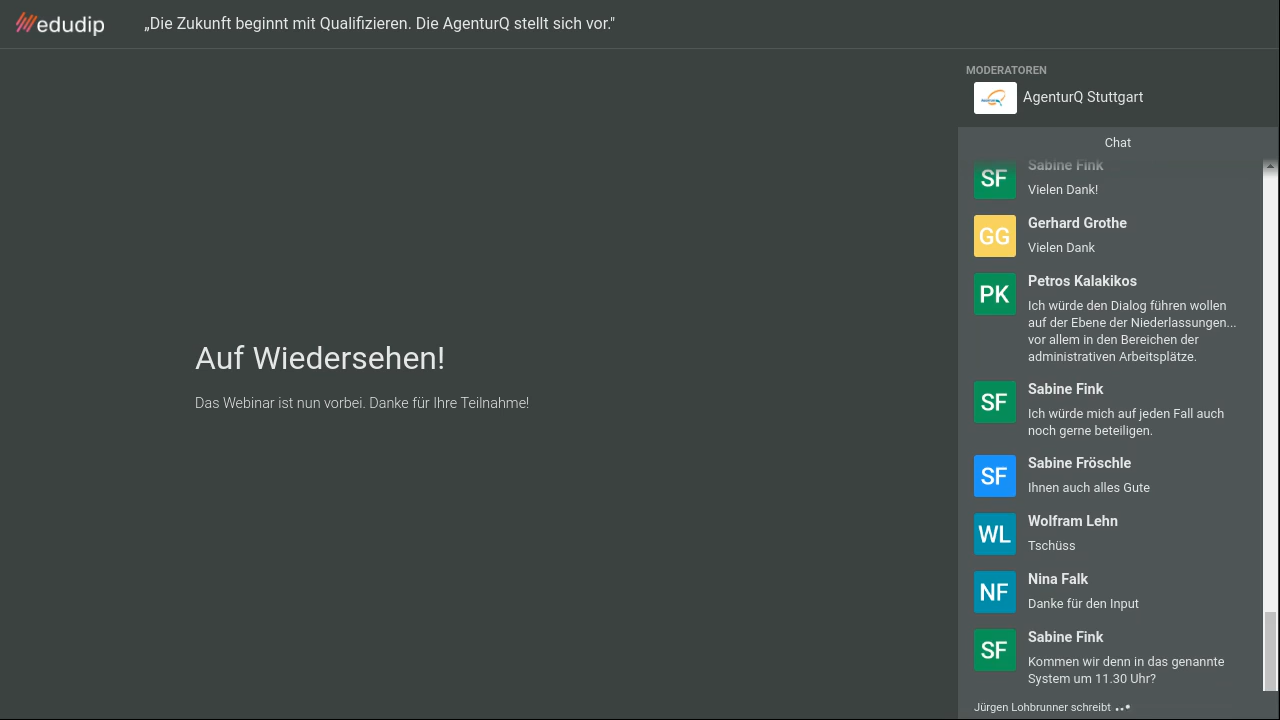 edudip
„Die Zukunft beginnt mit Qualifizieren. Die AgenturQ stellt sich vor."
MODERATOREN
AgenturQ Stuttgart
Chat
Sabine Fink
SF
Vielen Dank!
Gerhard Grothe
GG
Vielen Dank
Petros Kalakikos
PK
Ich würde den Dialog führen wollen
auf der Ebene der Niederlassungen...
vor allem in den Bereichen der
administrativen Arbeitsplätze.
Auf Wiedersehen!
Das Webinar ist nun vorbei. Danke für Ihre Teilnahme!
Sabine Fink
SF
Ich würde mich auf jeden Fall auch
noch gerne beteiligen.
Sabine Fröschle
SF
Ihnen auch alles Gute
Wolfram Lehn
WL
Tschüss
Nina Falk
NF
Danke für den Input
Sabine Fink
SF
Kommen wir denn in das genannte
System um 11.30 Uhr?
Jürgen Lohbrunner schreibt